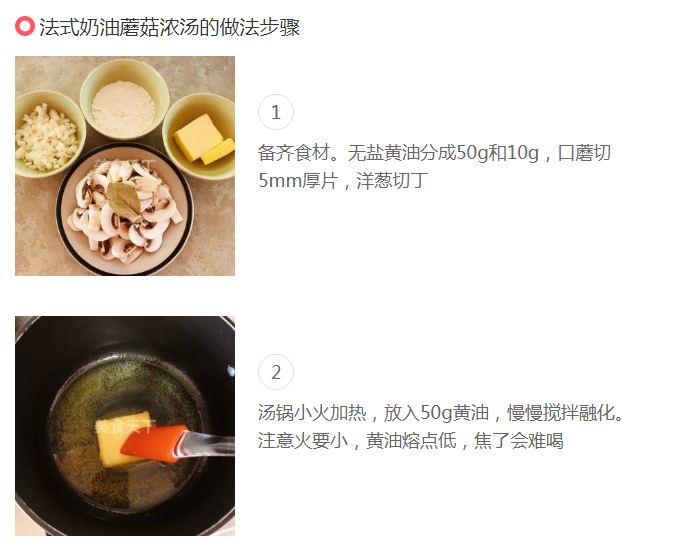 法式奶油蘑菇浓汤的做法步骤
美食天下
1
备齐食材。无盐黄油分成50g和10g，口蘑切
5mm厚片，洋葱切丁
美食天下
2
汤锅小火加热，放入50g黄油，慢慢搅拌融化。
注意火要小，黄油熔点低，焦了会难喝